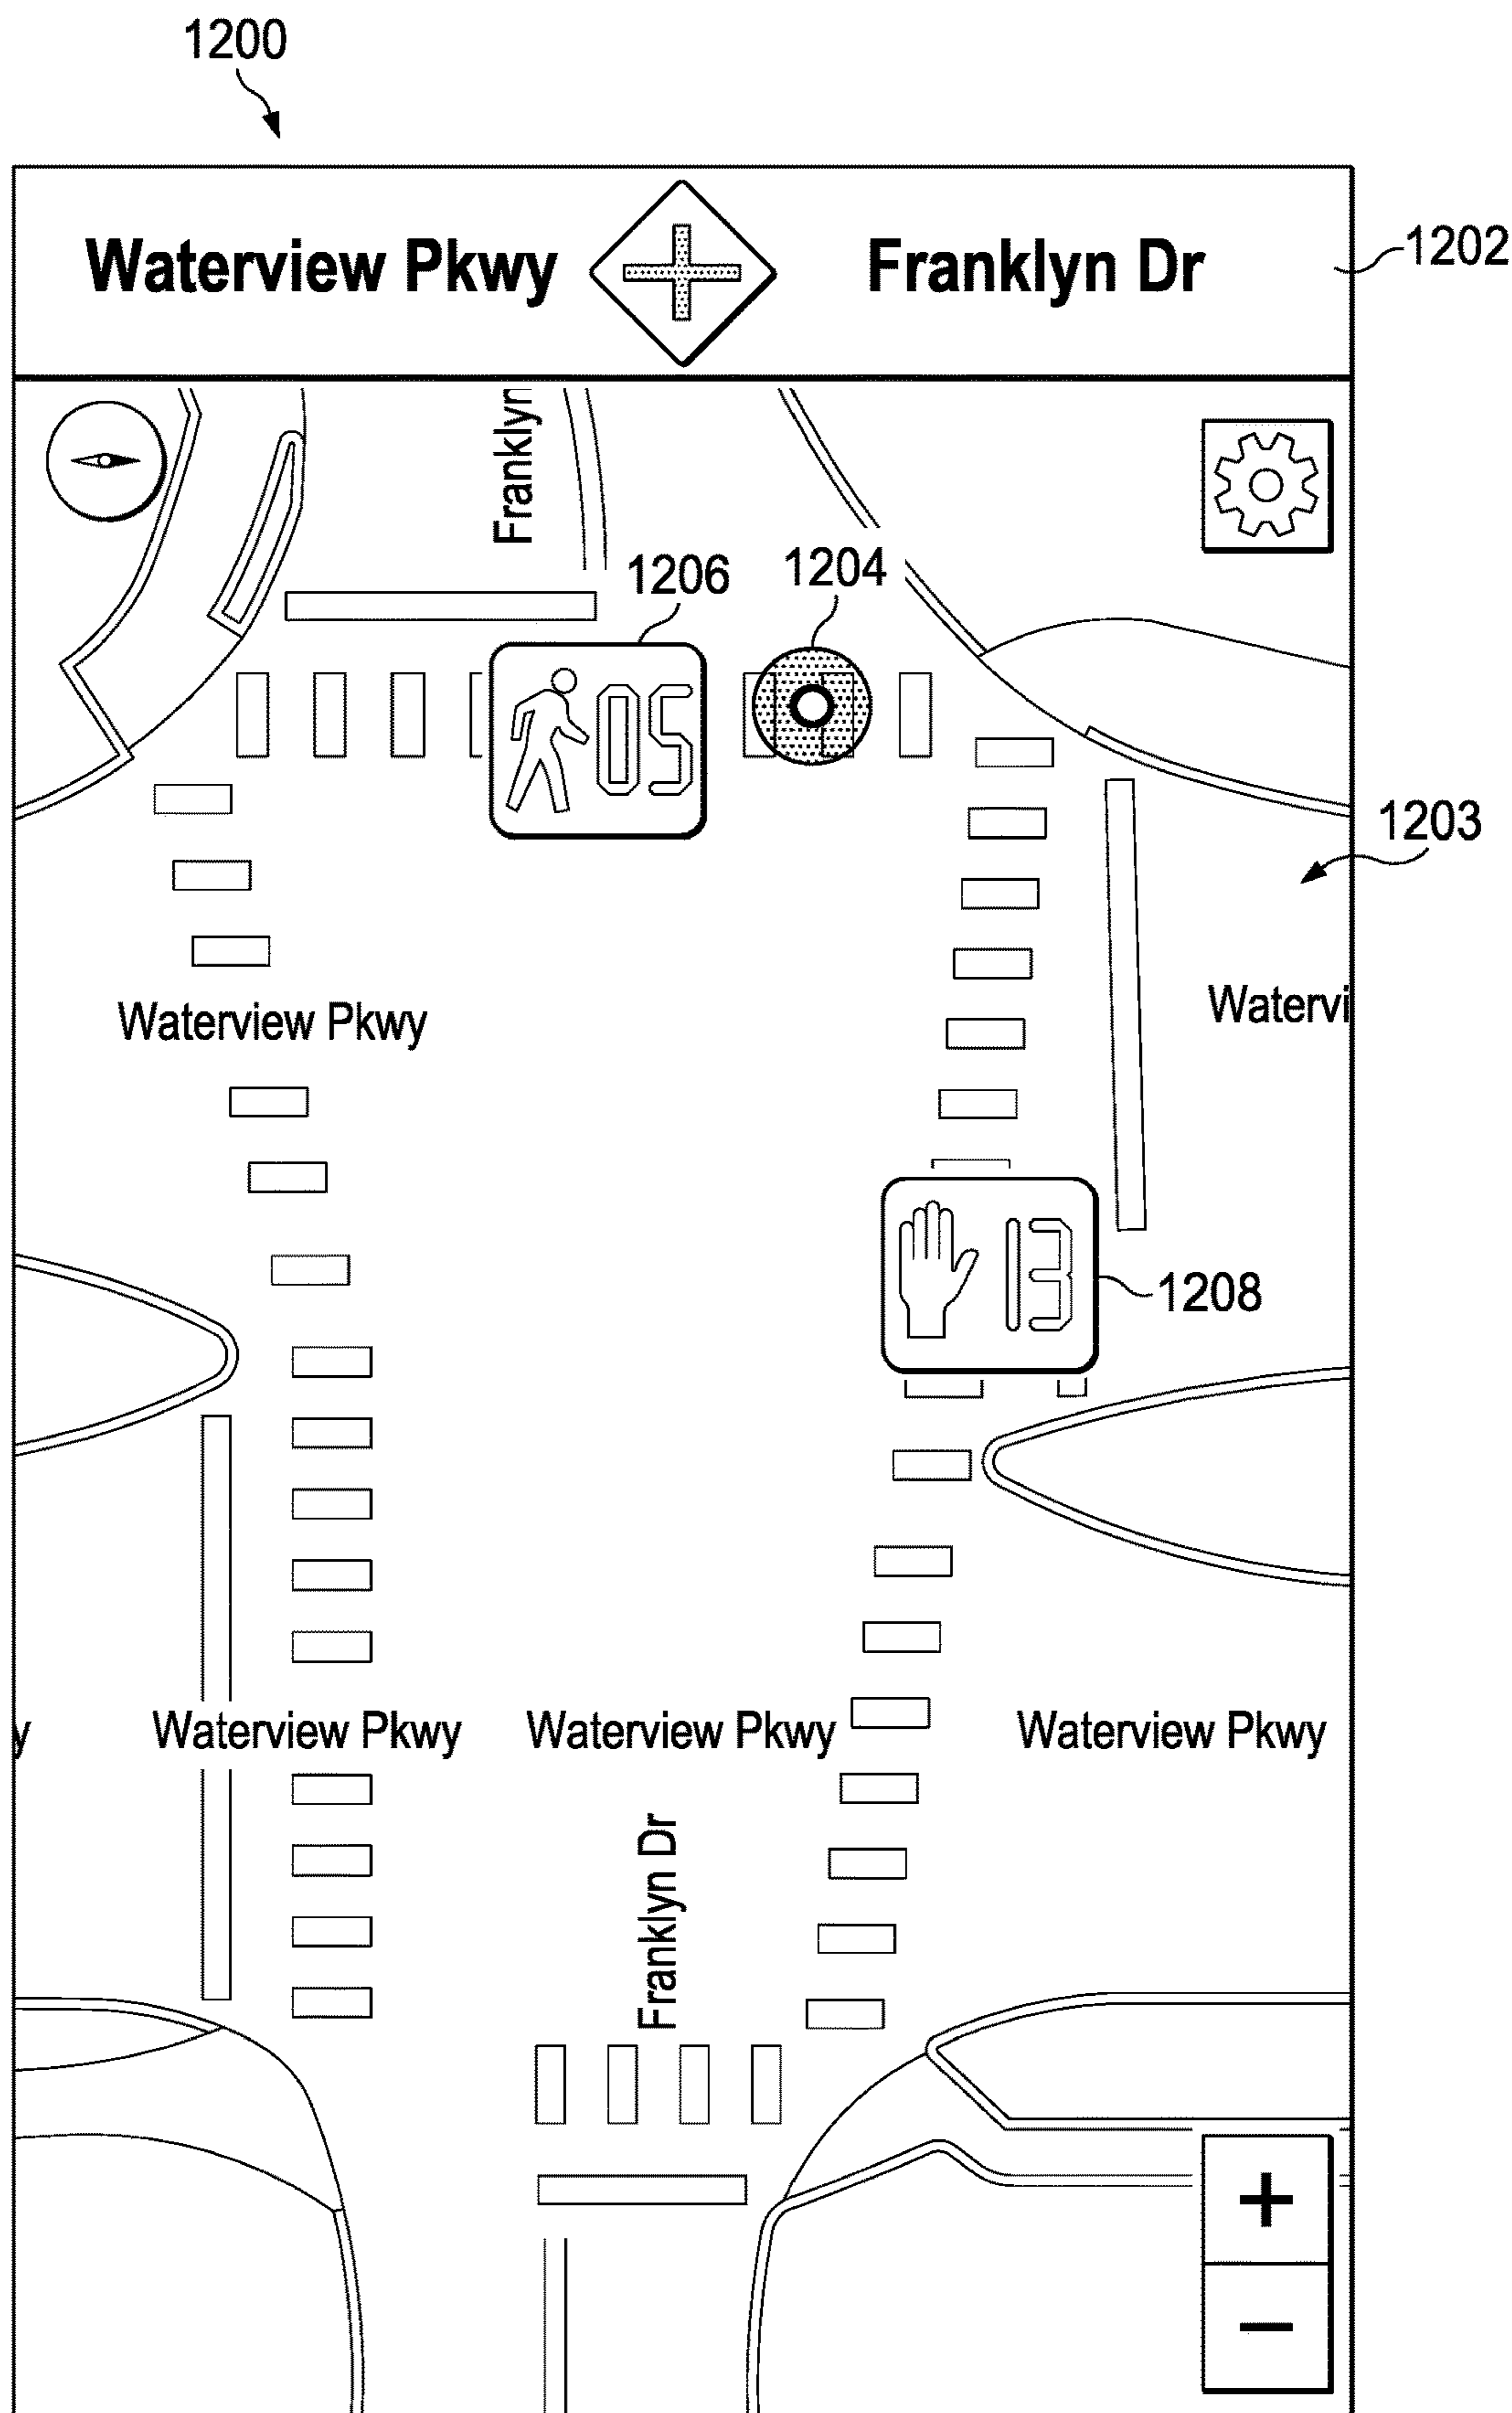 1200
Waterview Pkwy Franklyn Dr
1202
Franklyn
1206
1204
05
1203
Waterview Pkwy
Watervi
13
1208
y
Waterview Pkwy
Waterview Pkwy
Waterview Pkwy
Franklyn Dr
+
−